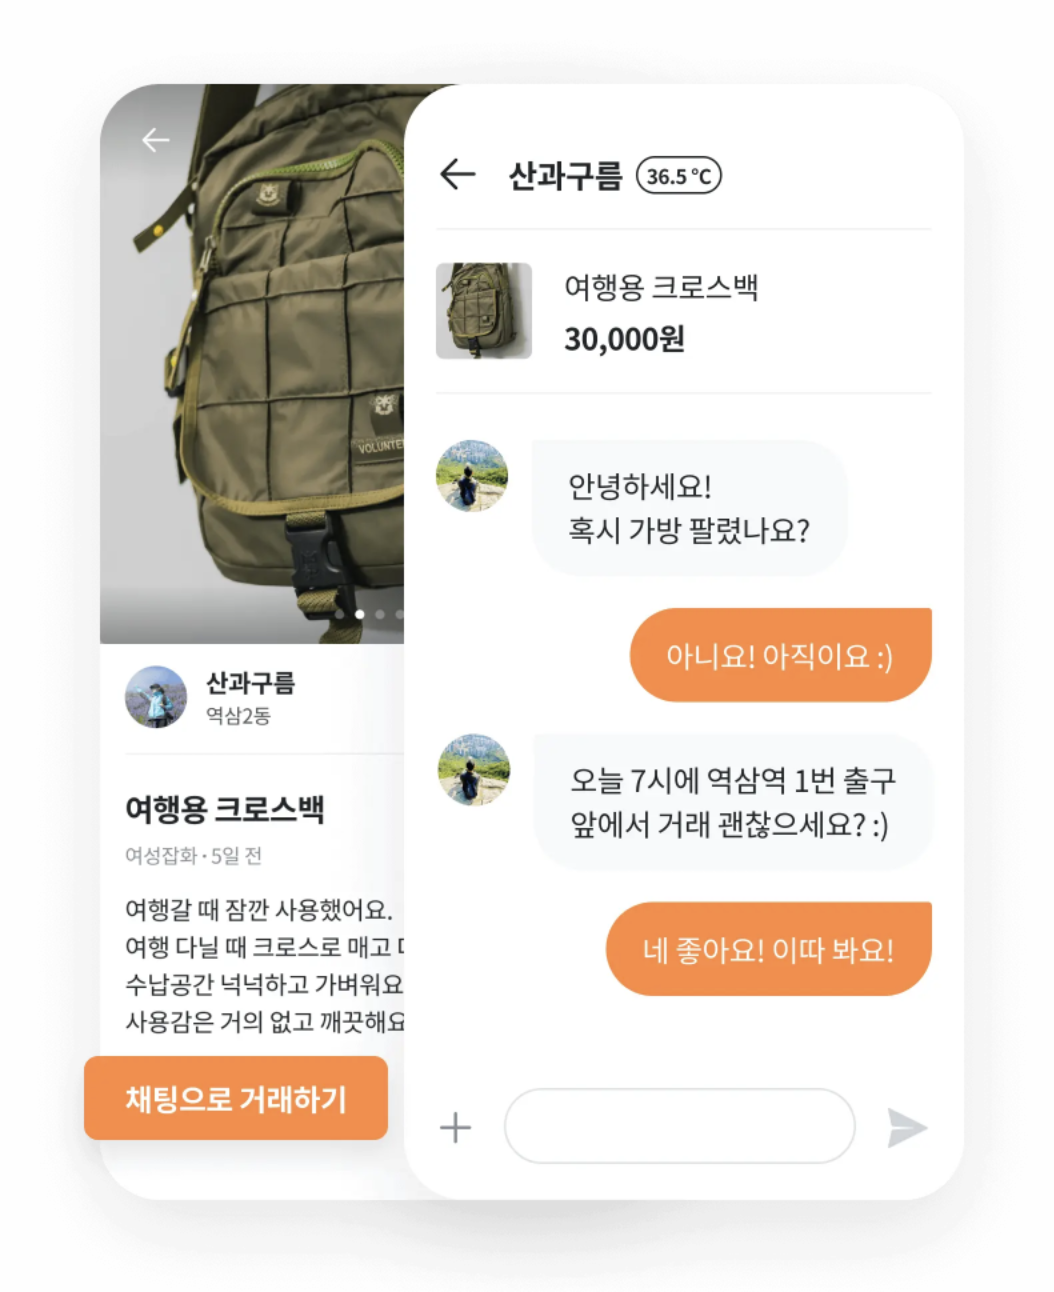 산과구름
역삼2동
여행용 크로스백
여성잡화 · 5일 전
여행갈 때 잠깐 사용했어요.
여행 다닐 때 크로스로 매고
수납공간 넉넉하고 가벼워요
사용감은 거의 없고 깨끗해요
채팅으로 거래하기
산과구름 36.5 °C
여행용 크로스백
30,000원
안녕하세요!
혹시 가방 팔렸나요?
아니요! 아직이요 :)
오늘 7시에 역삼역 1번 출구
앞에서 거래 괜찮으세요? :)
네 좋아요! 이따 봐요!